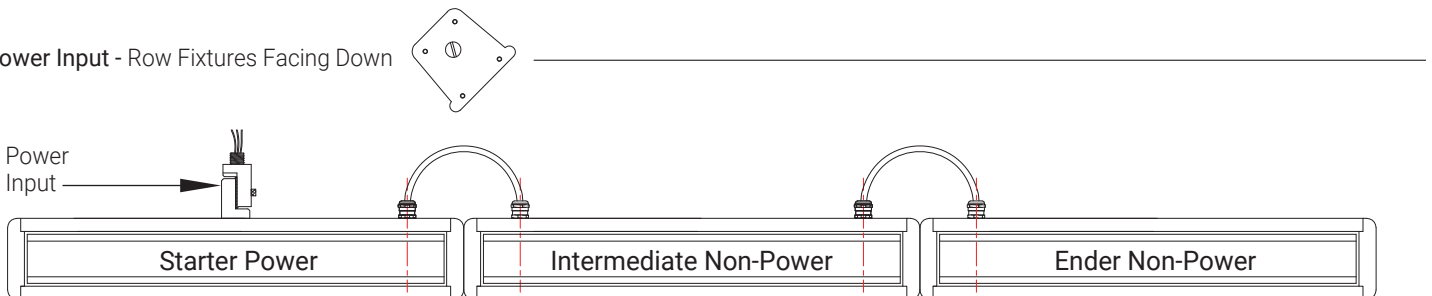 ower Input - Row Fixtures Facing Down
Power
Input
Starter Power
Intermediate Non-Power
Ender Non-Power